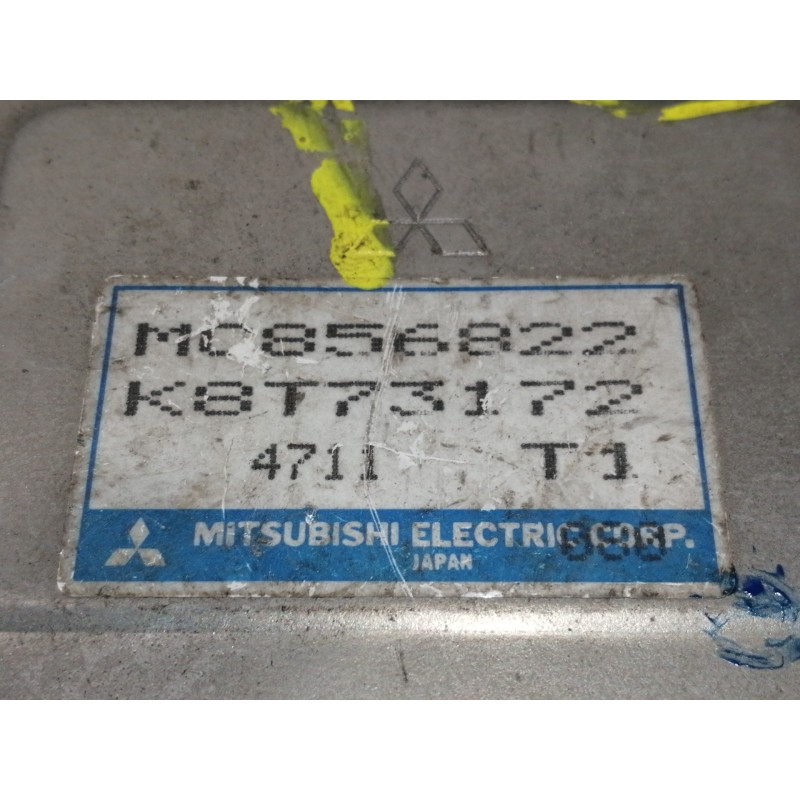 MC856822
K8T73172
4711 T1
MITSUBISHI ELECTRIC CORP.
JAPAN